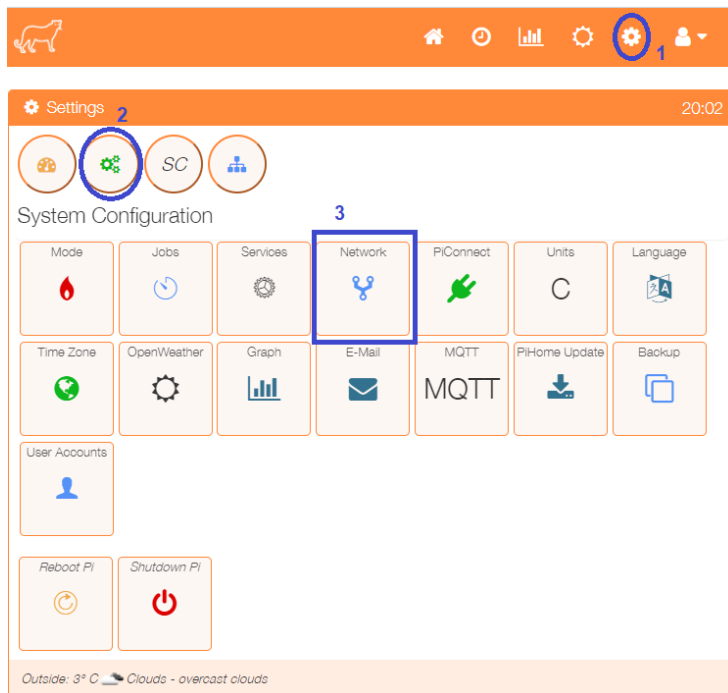 1
Settings 2 20:02
SC
System Configuration 3
Mode Jobs Services Network PiConnect Units Language
C
Time Zone OpenWeather Graph E-Mail MQTT PiHome Update Backup
MQTT
User Accounts
Reboot Pi Shutdown Pi
Outside: 3° C Clouds - overcast clouds